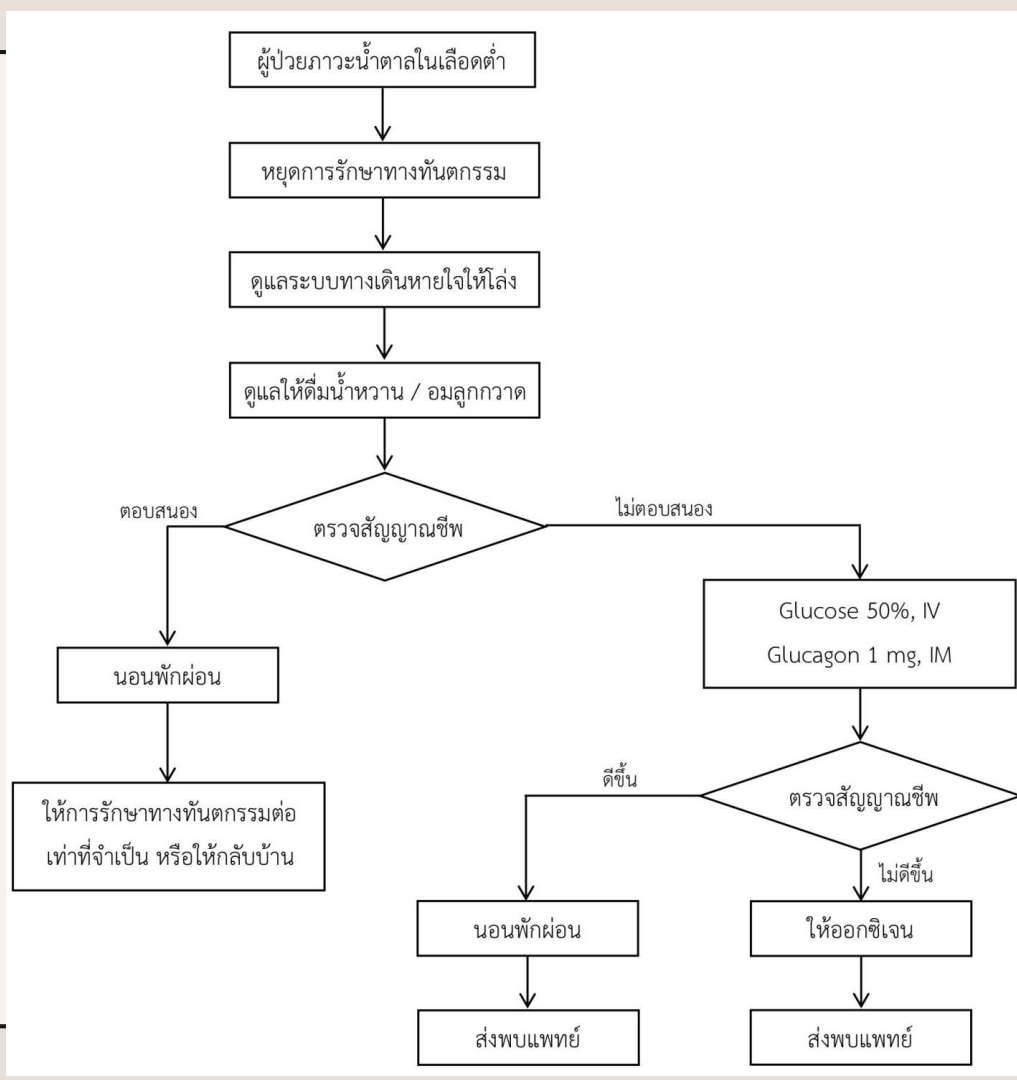 ผู้ป่วยภาวะน้ำตาลในเลือดต่ำ
หยุดการรักษาทางทันตกรรม
ดูแลระบบทางเดินหายใจให้โล่ง
ดูแลให้ดื่มน้ำหวาน / อมลูกกวาด
ตรวจสัญญาณชีพ
ตอบสนอง
ไม่ตอบสนอง
นอนพักผ่อน
ให้การรักษาทางทันตกรรมต่อ
เท่าที่จำเป็น หรือให้กลับบ้าน
Glucose 50%, IV
Glucagon 1 mg, IM
ตรวจสัญญาณชีพ
ดีขึ้น
ไม่ดีขึ้น
นอนพักผ่อน
ส่งพบแพทย์
ให้ออกซิเจน
ส่งพบแพทย์